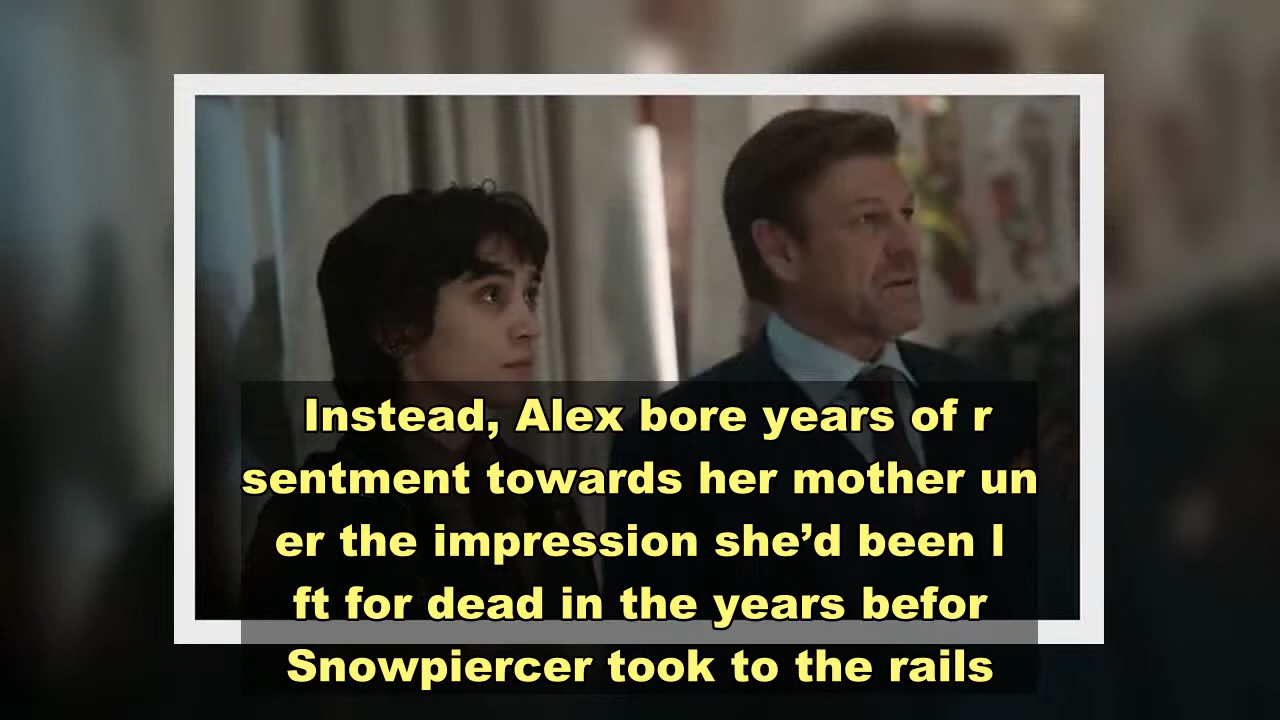 Instead, Alex bore years of r
sentment towards her mother un
er the impression she’d been l
ft for dead in the years befor
Snowpiercer took to the rails